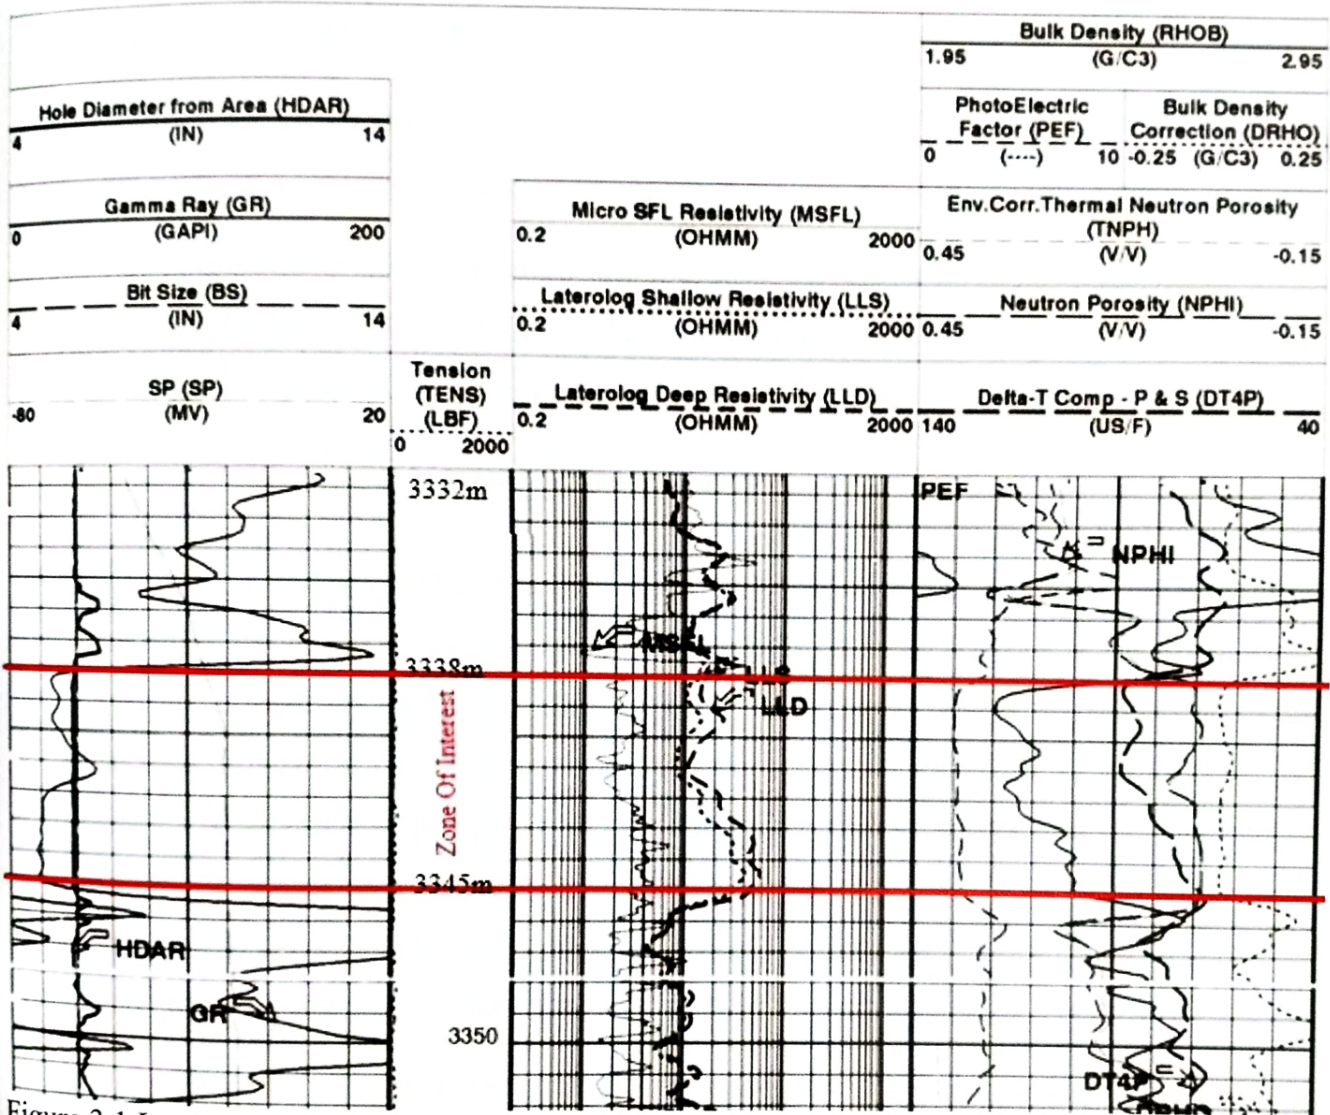 Bulk Density (RHOB)
1.95 (G/C3) 2.95
Hole Diameter from Area (HDAR)
4 (IN) 14
PhotoElectric Factor (PEF)
0 (----) 10
Bulk Density Correction (DRHO)
-0.25 (G/C3) 0.25
Gamma Ray (GR)
0 (GAPI) 200
Micro SFL Resistivity (MSFL)
0.2 (OHMM) 2000
Env.Corr.Thermal Neutron Porosity
(TNPH)
0.45 (V/V) -0.15
Bit Size (BS)
4 (IN) 14
Laterolog Shallow Resistivity (LLS)
0.2 (OHMM) 2000
Neutron Porosity (NPHI)
0.45 (V/V) -0.15
SP (SP)
-80 (MV) 20
Tension
(TENS)
(LBF)
0 2000
Laterolog Deep Resistivity (LLD)
0.2 (OHMM) 2000
Delta-T Comp - P & S (DT4P)
140 (US/F) 40
3332m
PEF
NPHI
MSFL
3338m
LLS
LLD
Zone Of Interest
3345m
HDAR
GR
3350
DT4P